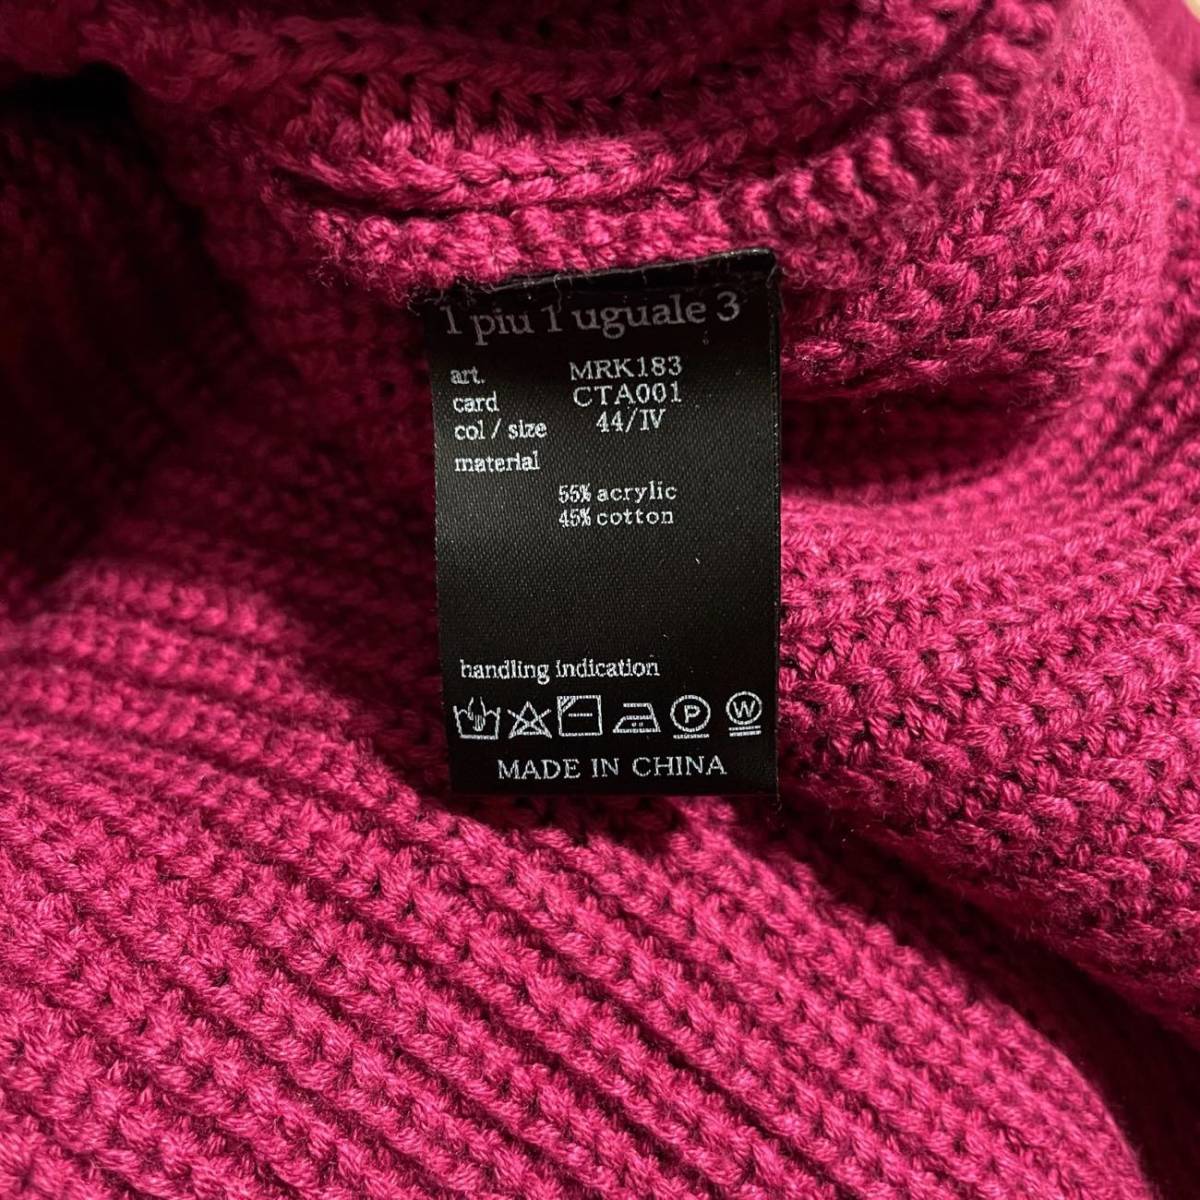 1 piu 1 uguale 3
art. MRK183
card CTA001
col / size 44/IV
material
55% acrylic
45% cotton
handling indication
P W
MADE IN CHINA